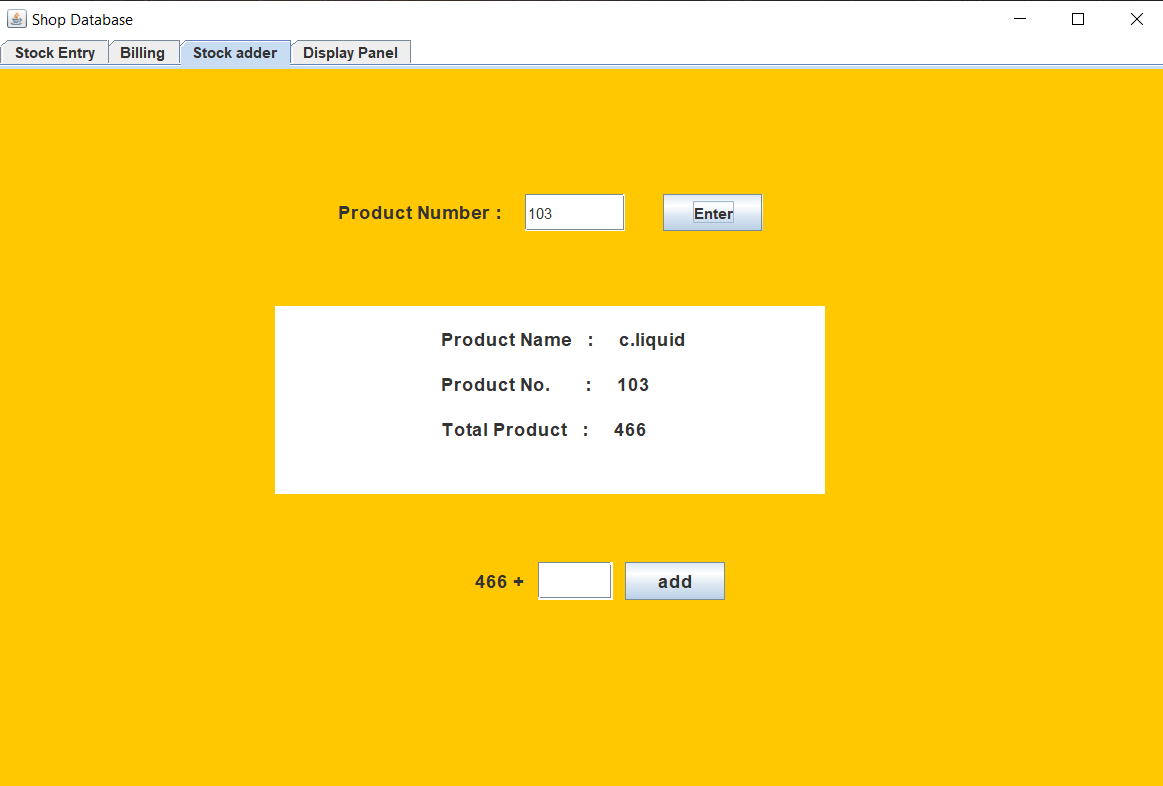 Shop Database
Stock Entry Billing Stock adder Display Panel
Product Number : 103 Enter
Product Name : c.liquid
Product No. : 103
Total Product : 466
466 + add